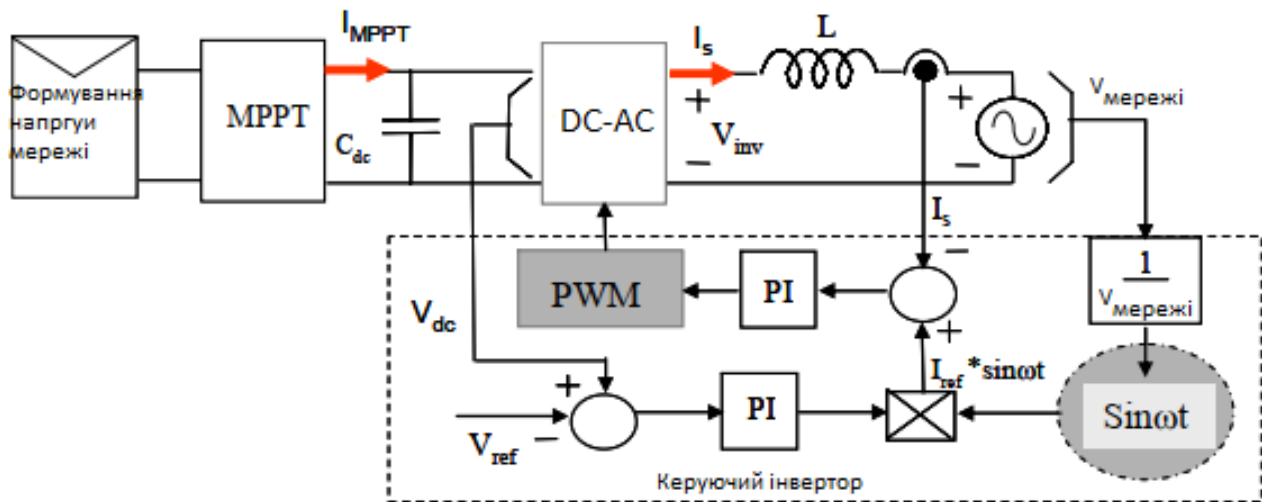 Формування
напргуи
мережі
MPPT
I_MPPT
C_dc
DC-AC
I_s
L
+
V_inv
−
+
−
V_мережі
I_s
−
+
1
V_мережі
PWM
PI
V_dc
+
−
V_ref
PI
I_ref *sinωt
Sinωt
Керуючий інвертор